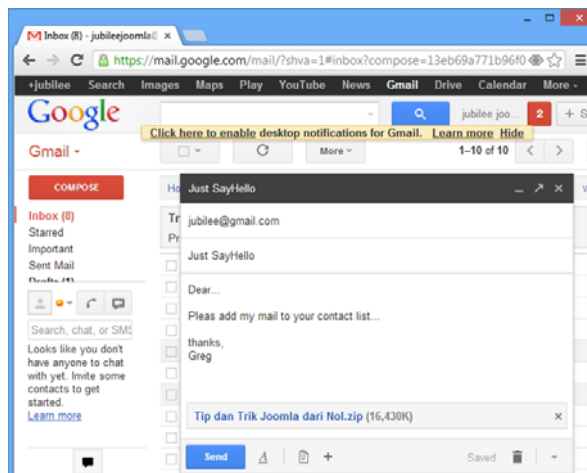 Inbox (8) - jubileejoomla@
https://mail.google.com/mail/?shva=1#inbox?compose=13eb69a771b96f0
+jubilee Search Images Maps Play YouTube News Gmail Drive Calendar More
Google
jubilee joo... 2 + S
Click here to enable desktop notifications for Gmail. Learn more Hide
Gmail
More
1–10 of 10
COMPOSE
Inbox (8)
Starred
Important
Sent Mail
Drafts (1)
Search, chat, or SMS
Looks like you don't
have anyone to chat
with yet. Invite some
contacts to get
started.
Learn more
Just SayHello
jubilee@gmail.com
Just SayHello
Dear...
Pleas add my mail to your contact list...
thanks,
Greg
Tip dan Trik Joomla dari Nol.zip (16,430K)
Send
Saved